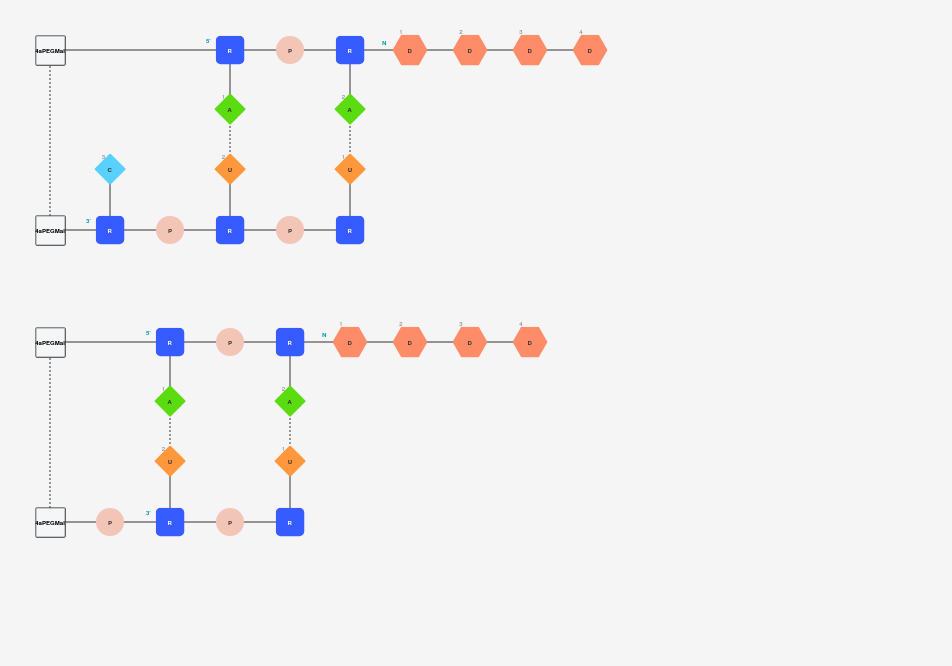 1 2 3 4
5' N
4aPEGMal R P R D D D D
1 2
A A
3 2 1
C U U
3'
4aPEGMal R P R P R
1 2 3 4
5' N
4aPEGMal R P R D D D D
1 2
A A
2 1
U U
3'
4aPEGMal P R P R